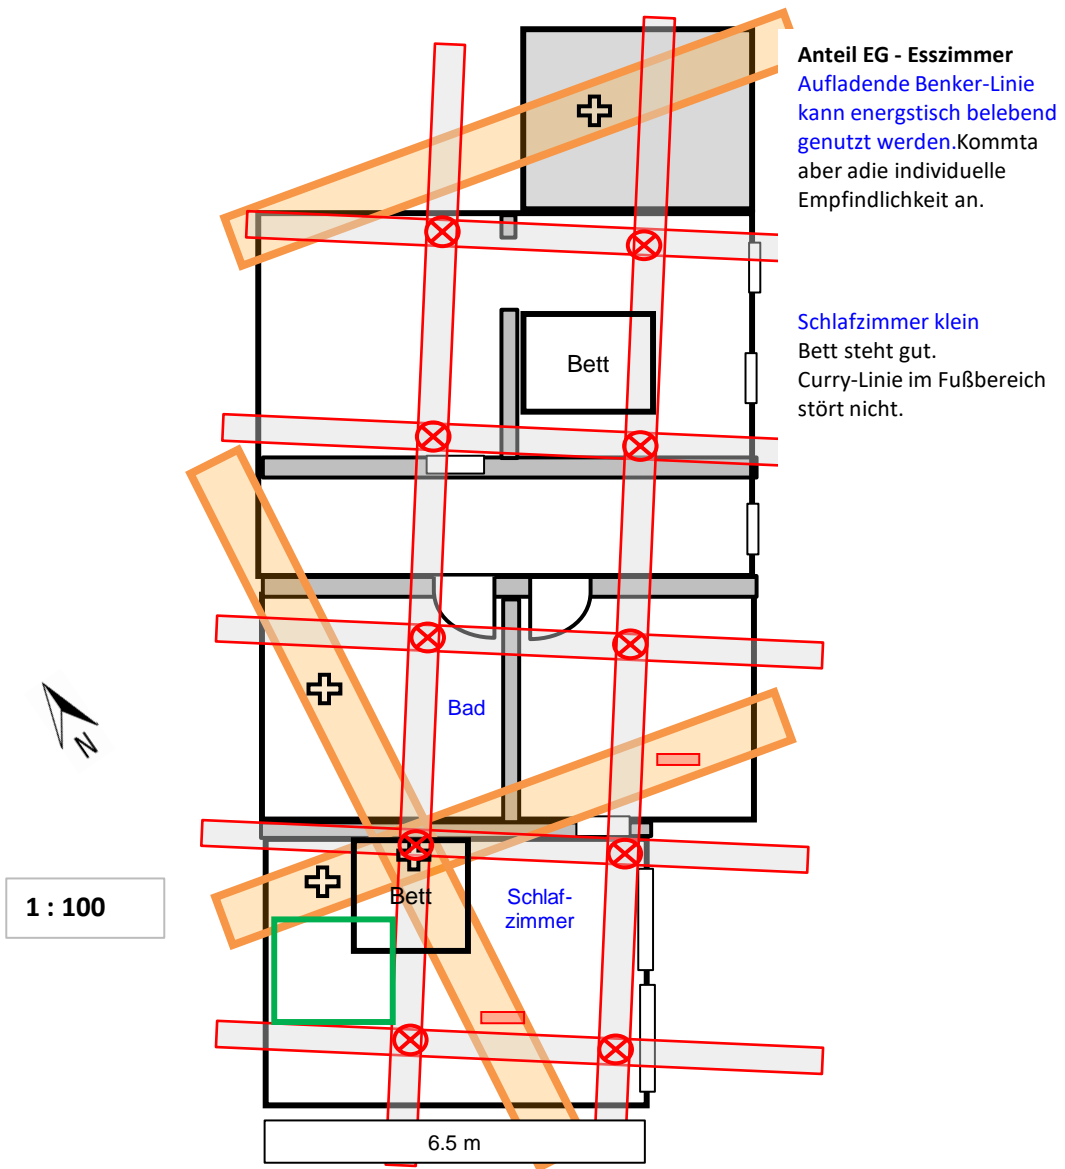 Anteil EG - Esszimmer
Aufladende Benker-Linie
kann energstisch belebend
genutzt werden.Kommta
aber adie individuelle
Empfindlichkeit an.
Schlafzimmer klein
Bett steht gut.
Curry-Linie im Fußbereich
stört nicht.
Bett
Bad
N
1 : 100
Bett
Schlaf-
zimmer
6.5 m